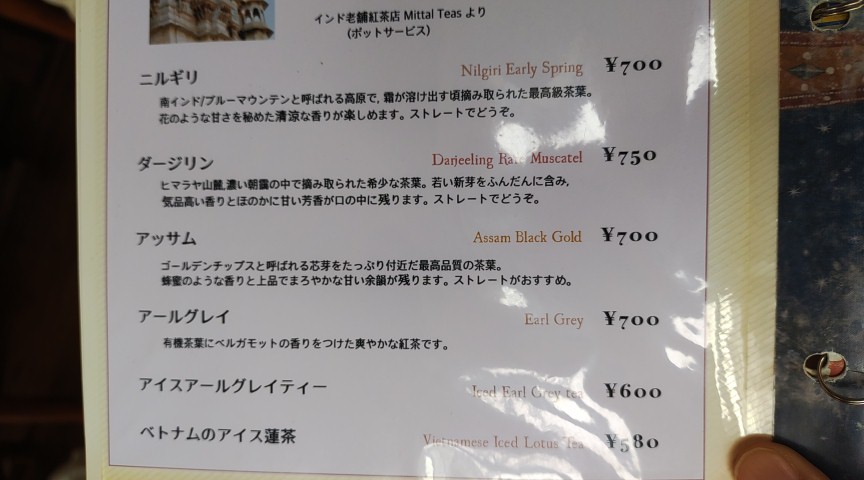 インド老舗紅茶店 Mittal Teas より
(ポットサービス)
ニルギリ Nilgiri Early Spring ¥700
南インド/ブルーマウンテンと呼ばれる高原で, 霜が溶け出す頃摘み取られた最高級茶葉。
花のような甘さを秘めた清涼な香りが楽しめます。ストレートでどうぞ。
ダージリン Darjeeling Rare Muscatel ¥750
ヒマラヤ山麓,濃い朝靄の中で摘み取られた希少な茶葉。若い新芽をふんだんに含み,
気品高い香りとほのかに甘い芳香が口の中に残ります。ストレートでどうぞ。
アッサム Assam Black Gold ¥700
ゴールデンチップスと呼ばれる芯芽をたっぷり付近だ最高品質の茶葉。
蜂蜜のような香りと上品でまろやかな甘い余韻が残ります。ストレートがおすすめ。
アールグレイ Earl Grey ¥700
有機茶葉にベルガモットの香りをつけた爽やかな紅茶です。
アイスアールグレイティー Iced Earl Grey tea ¥600
ベトナムのアイス蓮茶 Vietnamese Iced Lotus Tea ¥580